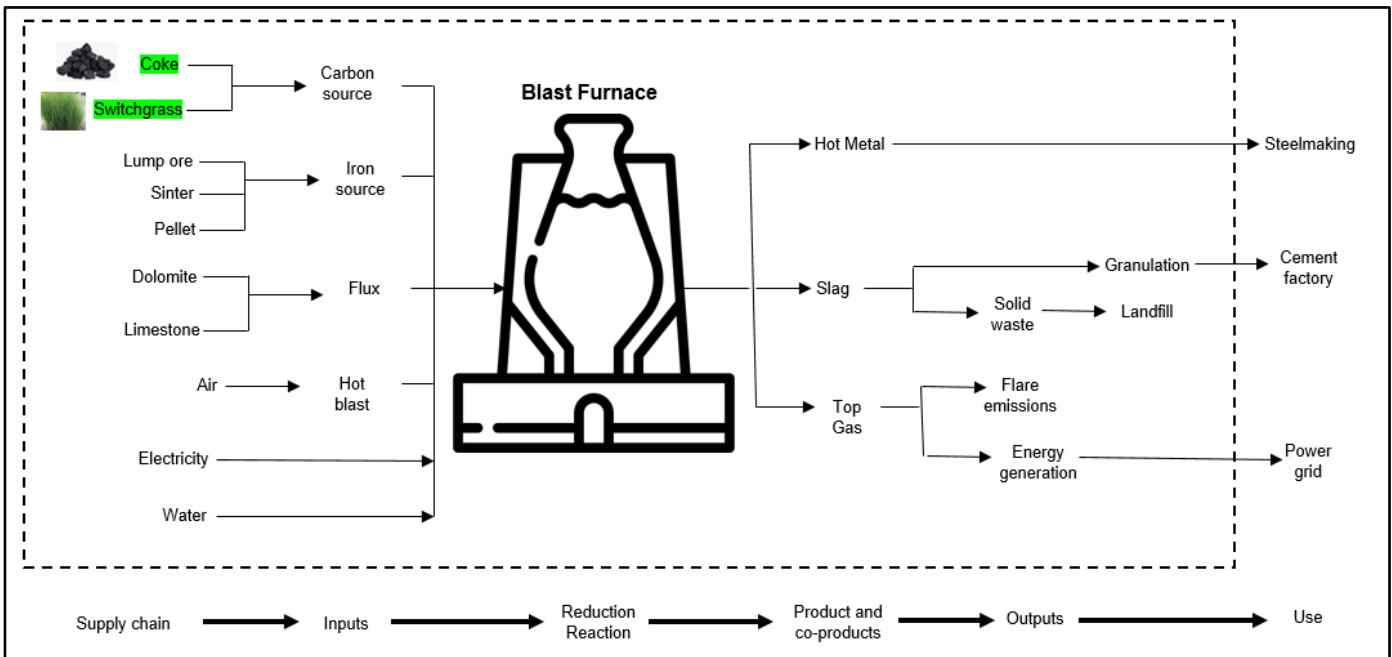 Coke
Switchgrass
Carbon
source
Lump ore
Sinter
Pellet
Iron
source
Dolomite
Limestone
Flux
Air
Hot
blast
Electricity
Water
Blast Furnace
Hot Metal
Steelmaking
Slag
Granulation
Cement
factory
Solid
waste
Landfill
Top
Gas
Flare
emissions
Energy
generation
Power
grid
Supply chain
Inputs
Reduction
Reaction
Product and
co-products
Outputs
Use